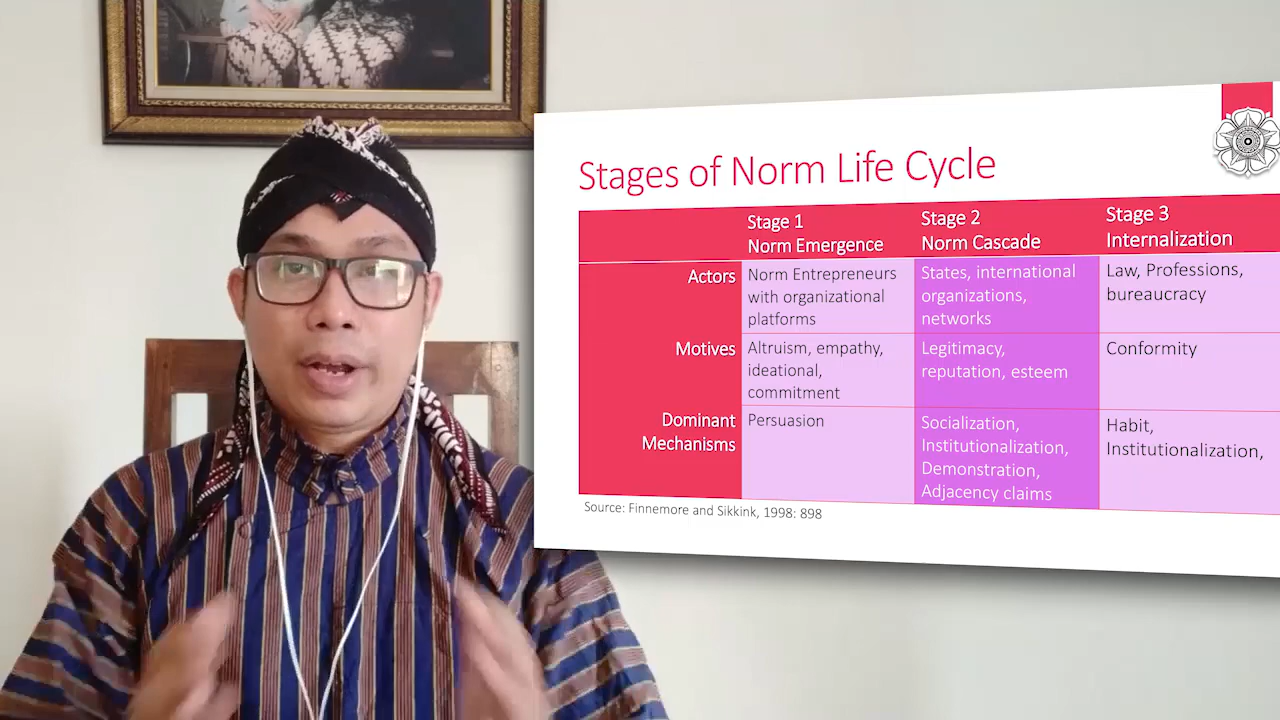 Stages of Norm Life Cycle
Stage 1
Norm Emergence
Stage 2
Norm Cascade
Stage 3
Internalization
Actors
Norm Entrepreneurs
with organizational
platforms
States, international
organizations,
networks
Law, Professions,
bureaucracy
Motives
Altruism, empathy,
ideational,
commitment
Legitimacy,
reputation, esteem
Conformity
Dominant
Mechanisms
Persuasion
Socialization,
Institutionalization,
Demonstration,
Adjacency claims
Habit,
Institutionalization,
Source: Finnemore and Sikkink, 1998: 898